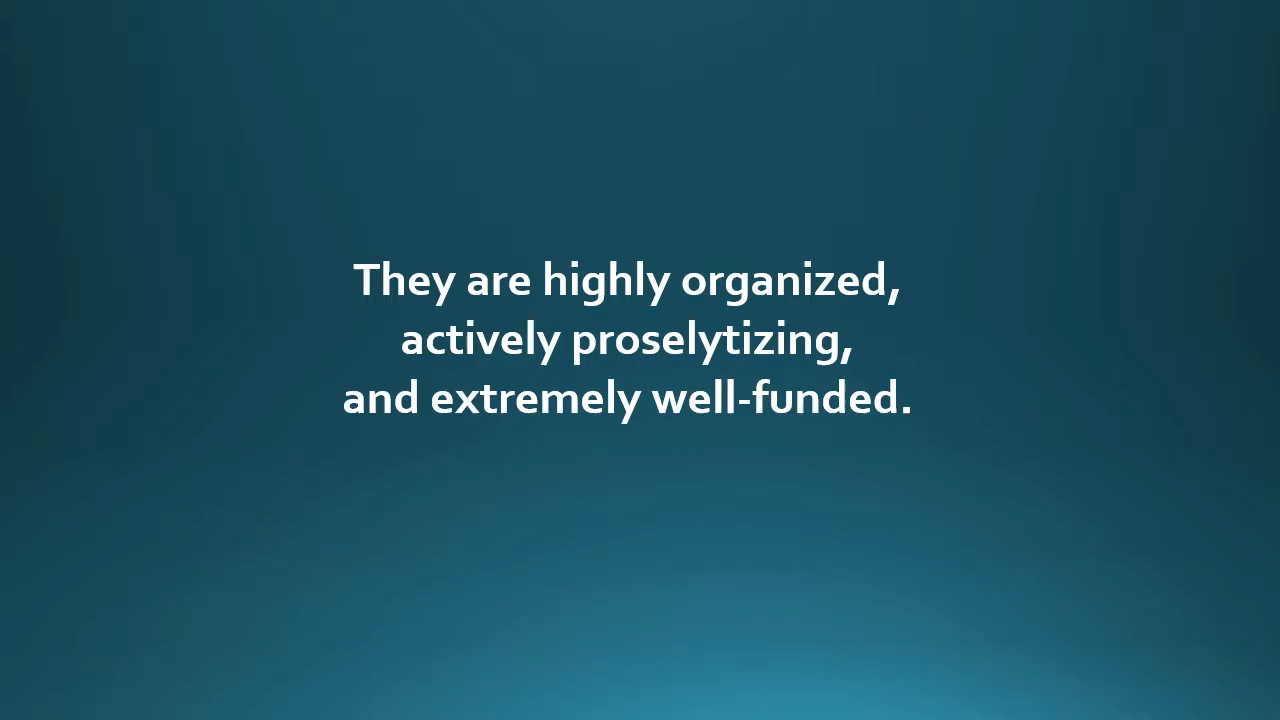 They are highly organized,
actively proselytizing,
and extremely well-funded.